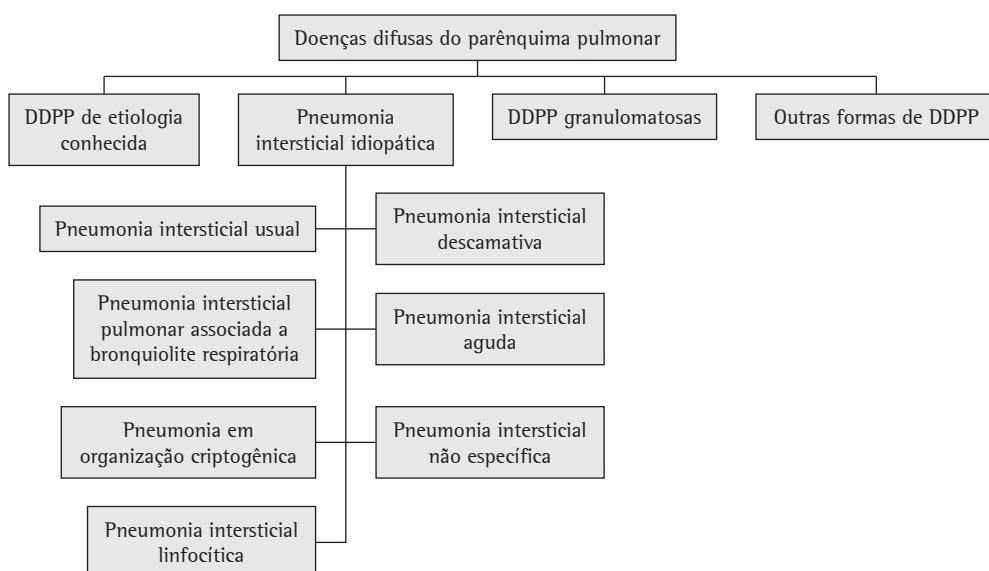 Doenças difusas do parênquima pulmonar
DDPP de etiologia
conhecida
Pneumonia
intersticial idiopática
DDPP granulomatosas
Outras formas de DDPP
Pneumonia intersticial usual
Pneumonia intersticial
descamativa
Pneumonia intersticial
pulmonar associada a
bronquiolite respiratória
Pneumonia intersticial
aguda
Pneumonia em
organização criptogênica
Pneumonia intersticial
não específica
Pneumonia intersticial
linfocítica